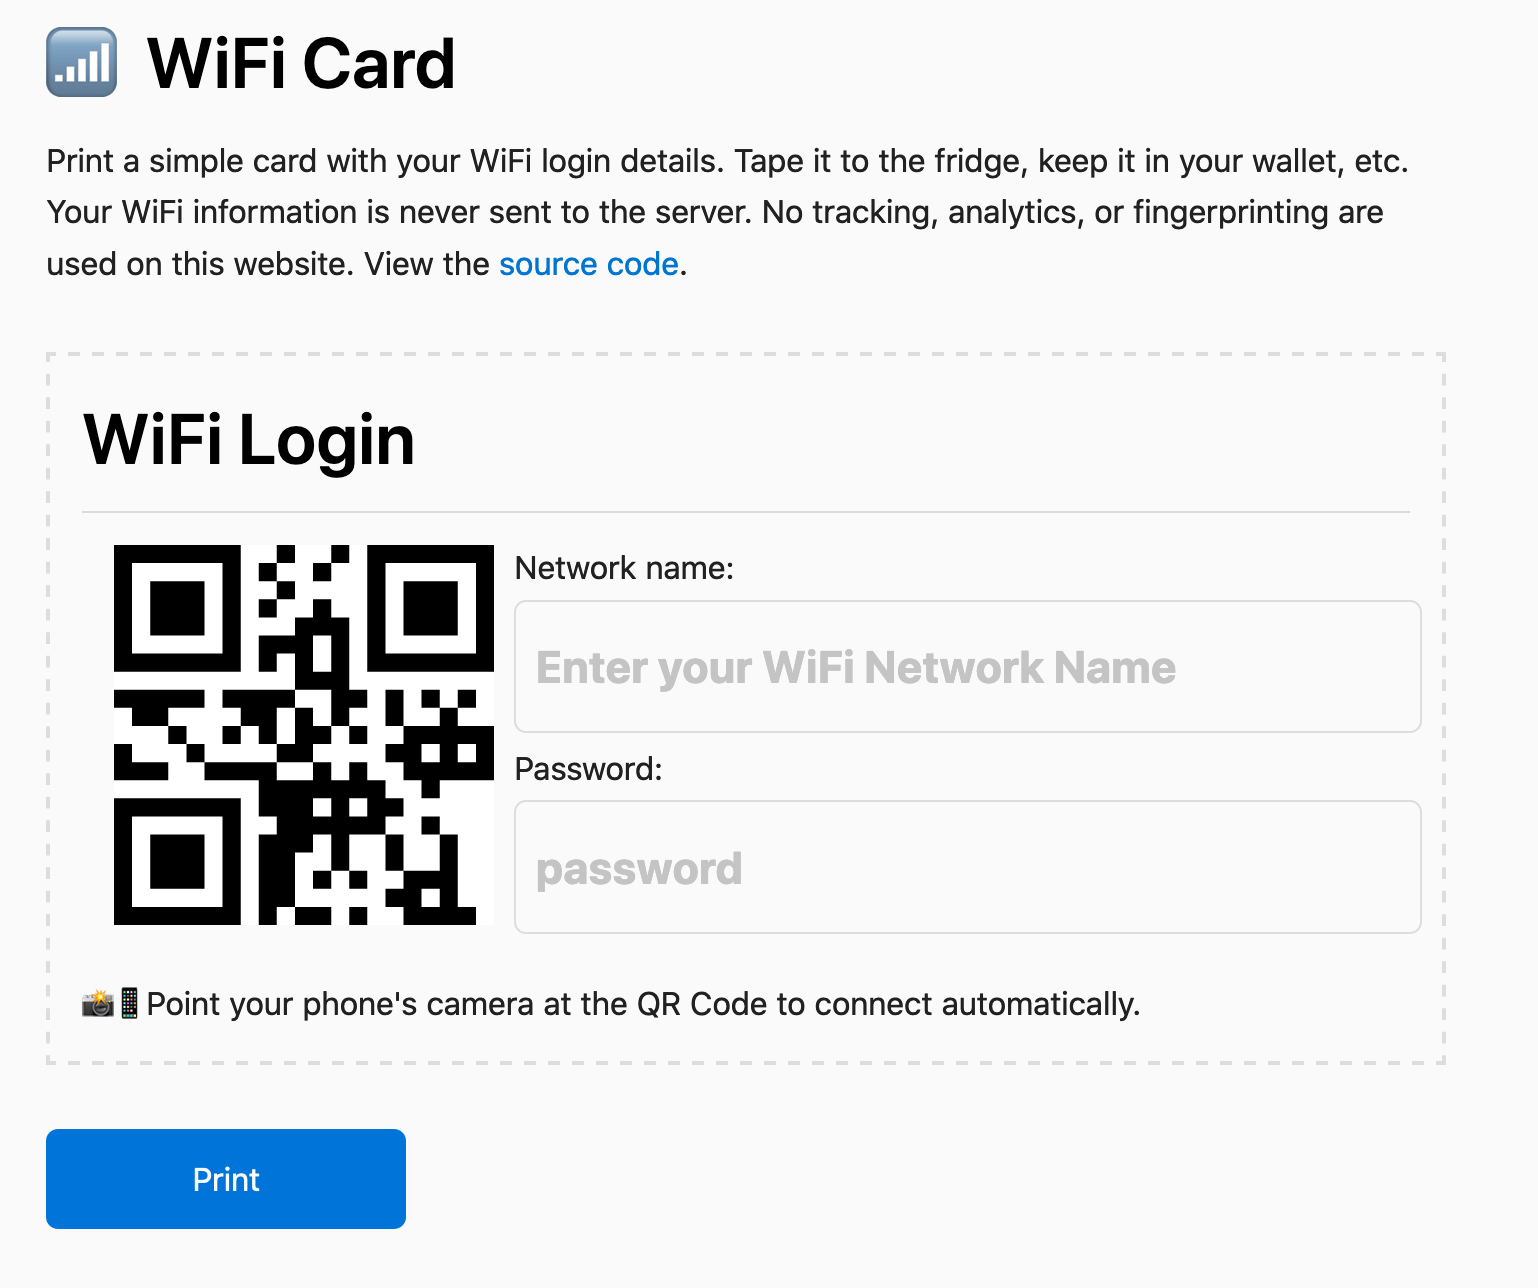 WiFi Card
Print a simple card with your WiFi login details. Tape it to the fridge, keep it in your wallet, etc.
Your WiFi information is never sent to the server. No tracking, analytics, or fingerprinting are
used on this website. View the source code.
WiFi Login
Network name:
Enter your WiFi Network Name
Password:
password
Point your phone's camera at the QR Code to connect automatically.
Print